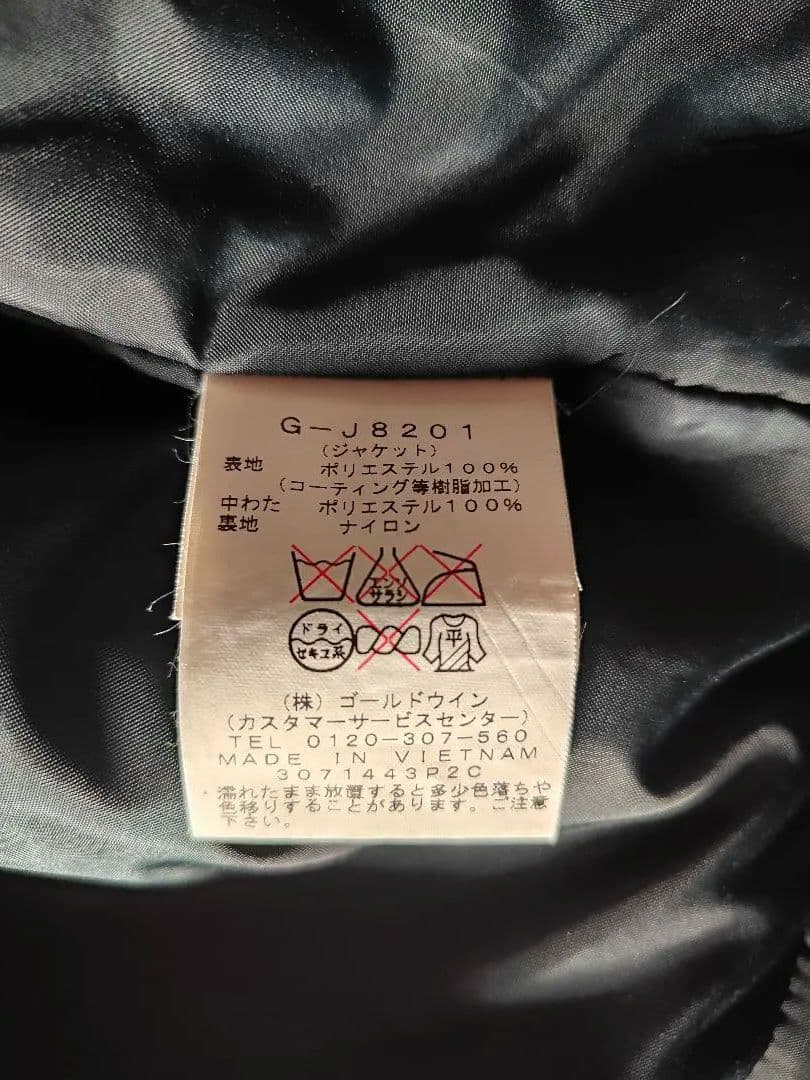 G-J8201
(ジャケット)
表地 ポリエステル100%
(コーティング等樹脂加工)
中わた ポリエステル100%
裏地 ナイロン
エンソ
サラシ
ドライ
セキユ系
平
(株) ゴールドウイン
(カスタマーサービスセンター)
TEL 0120-307-560
MADE IN VIETNAM
3071443P2C
濡れたまま放置すると多少色落ちや
色移りすることがあります。ご注意
下さい。